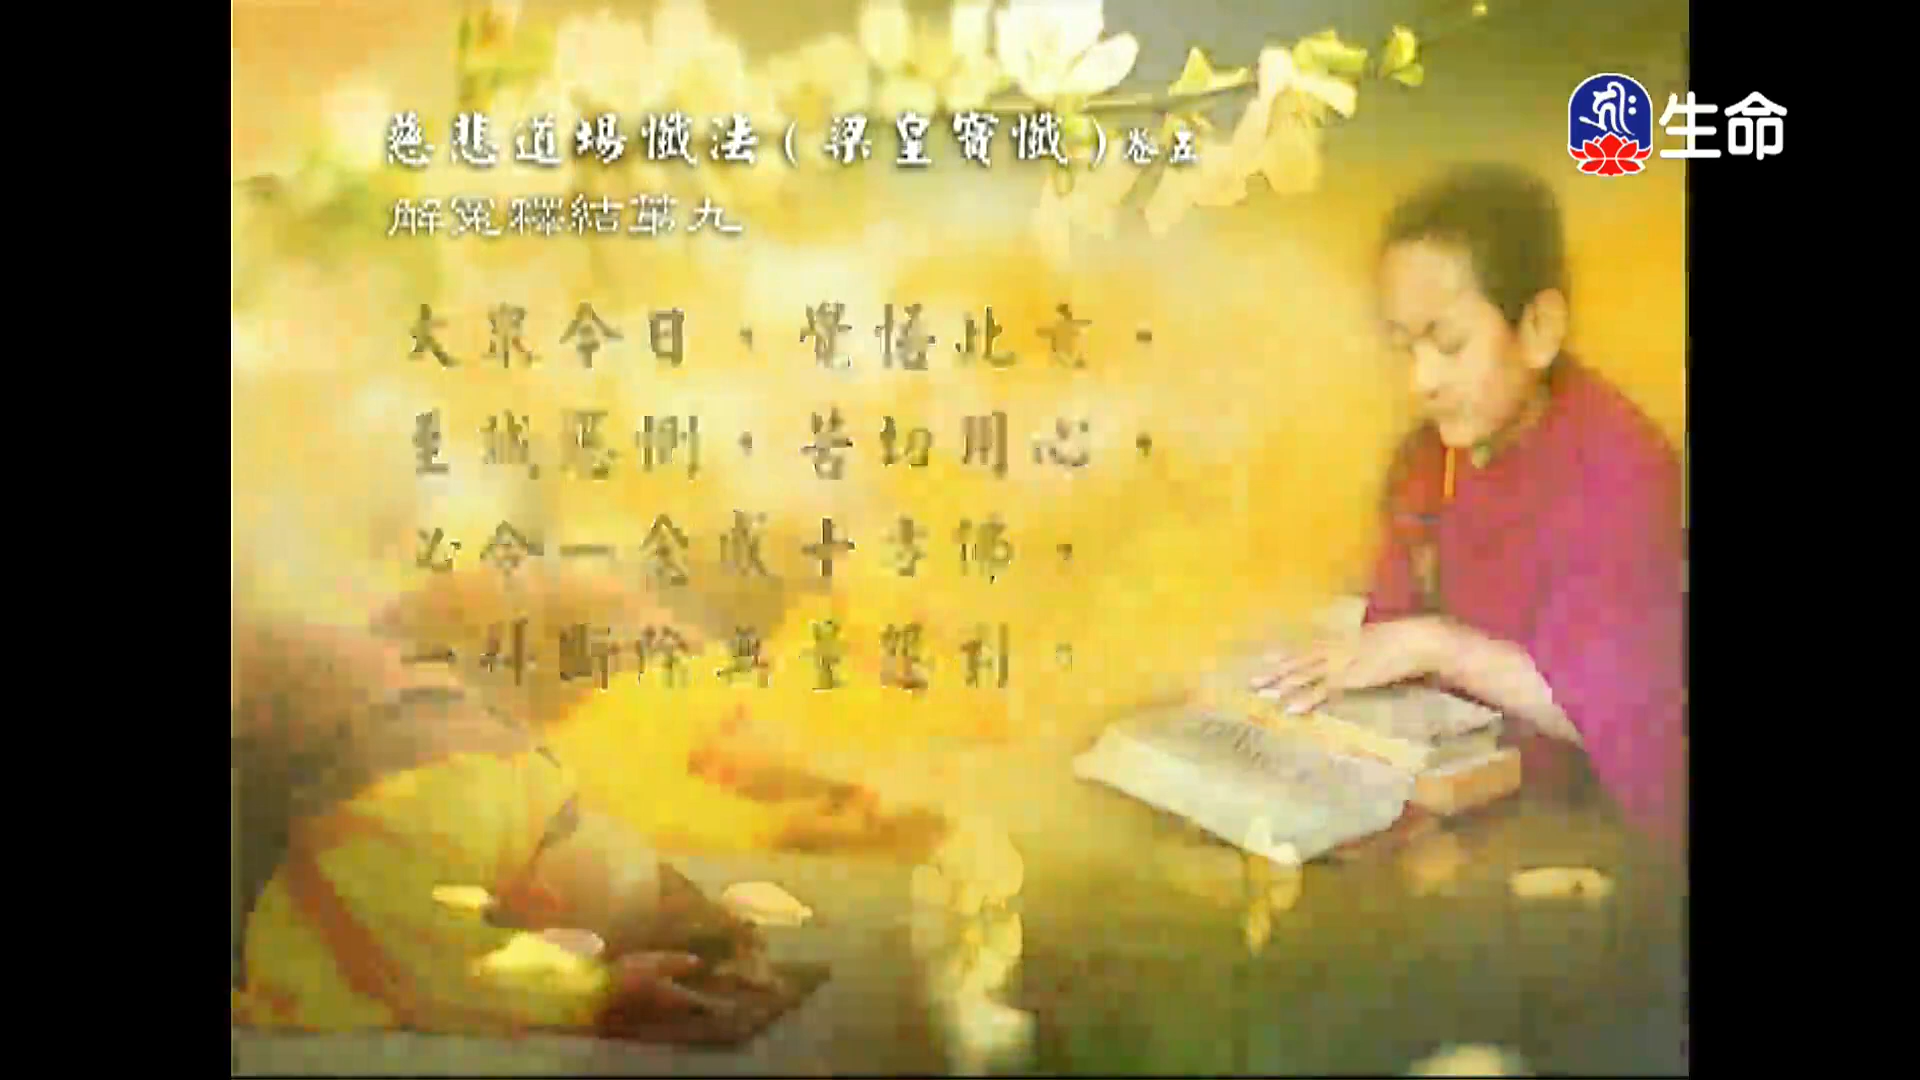 慈悲道場懺法(梁皇寶懺)卷五
解冤釋結第九
生命
大眾今日，覺悟此意，
至誠懇惻，苦切用心，
必令一念感十方佛，
一拜斷除無量怨對。